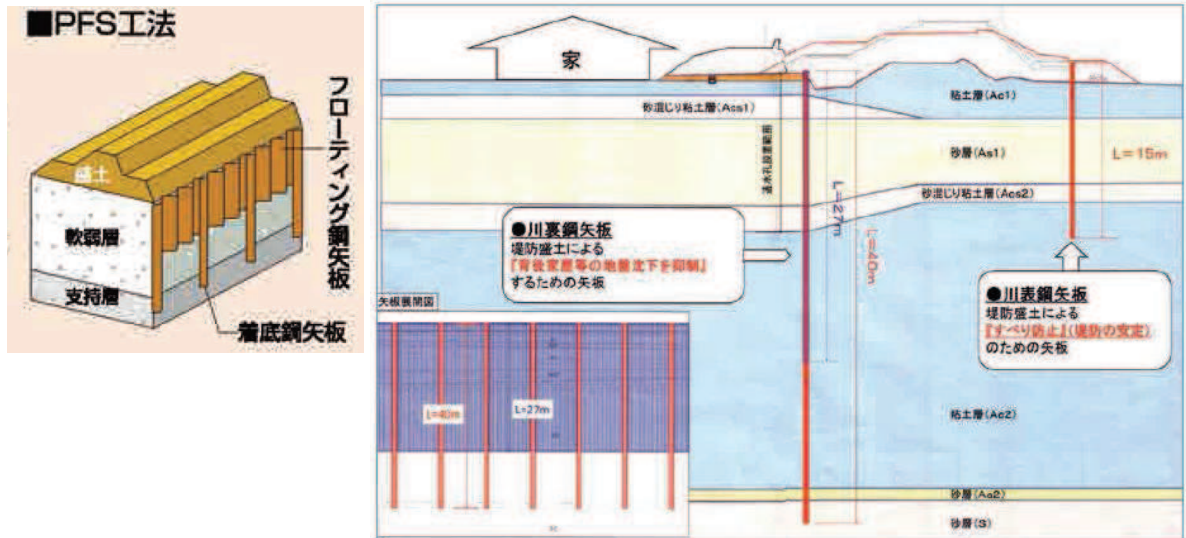 ■PFS工法
盛土
軟弱層
支持層
フローティング鋼矢板
着底鋼矢板
家
B
砂混じり粘土層(Acs1)
粘土層(Ac1)
砂層(As1)
砂混じり粘土層(Acs2)
L=15m
L=27m
L=40m
●川裏鋼矢板
堤防盛土による
『背後家屋等の地盤沈下を抑制』
するための矢板
●川表鋼矢板
堤防盛土による
『すべり防止』(堤防の安定)
のための矢板
矢板展開図
L=40m
L=27m
粘土層(Ac2)
砂層(As2)
砂層(S)